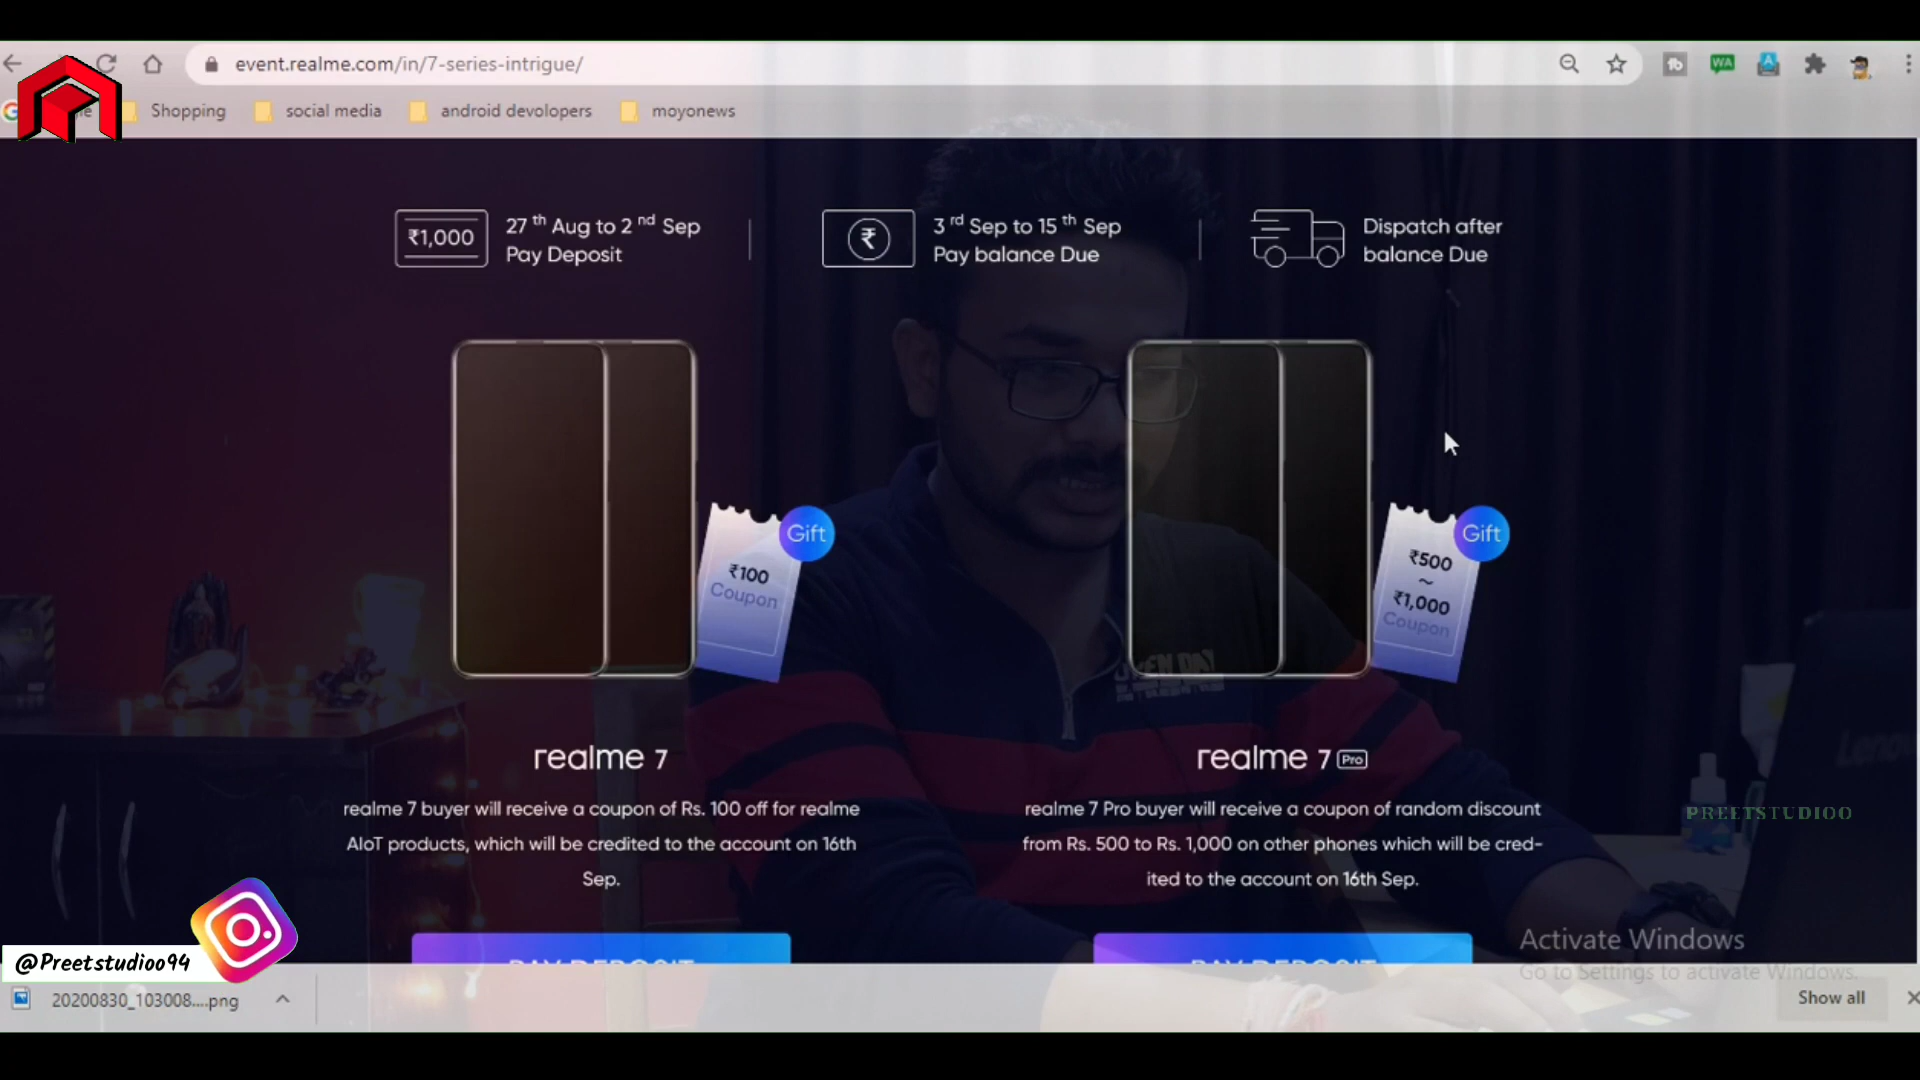 event.realme.com/in/7-series-intrigue/
Shopping
social media
android devolopers
moyonews
₹1,000
27 th Aug to 2 nd Sep
Pay Deposit
₹
3 rd Sep to 15 th Sep
Pay balance Due
Dispatch after
balance Due
Gift
₹100
Coupon
Gift
₹500
~
₹1,000
Coupon
realme 7
realme 7 buyer will receive a coupon of Rs. 100 off for realme
AIoT products, which will be credited to the account on 16th
Sep.
realme 7 Pro
realme 7 Pro buyer will receive a coupon of random discount
from Rs. 500 to Rs. 1,000 on other phones which will be cred-
ited to the account on 16th Sep.
PREETSTUDIOO
PAY DEPOSIT
PAY DEPOSIT
Activate Windows
Go to Settings to activate Windows.
@Preetstudioo94
20200830_103008....png
Show all